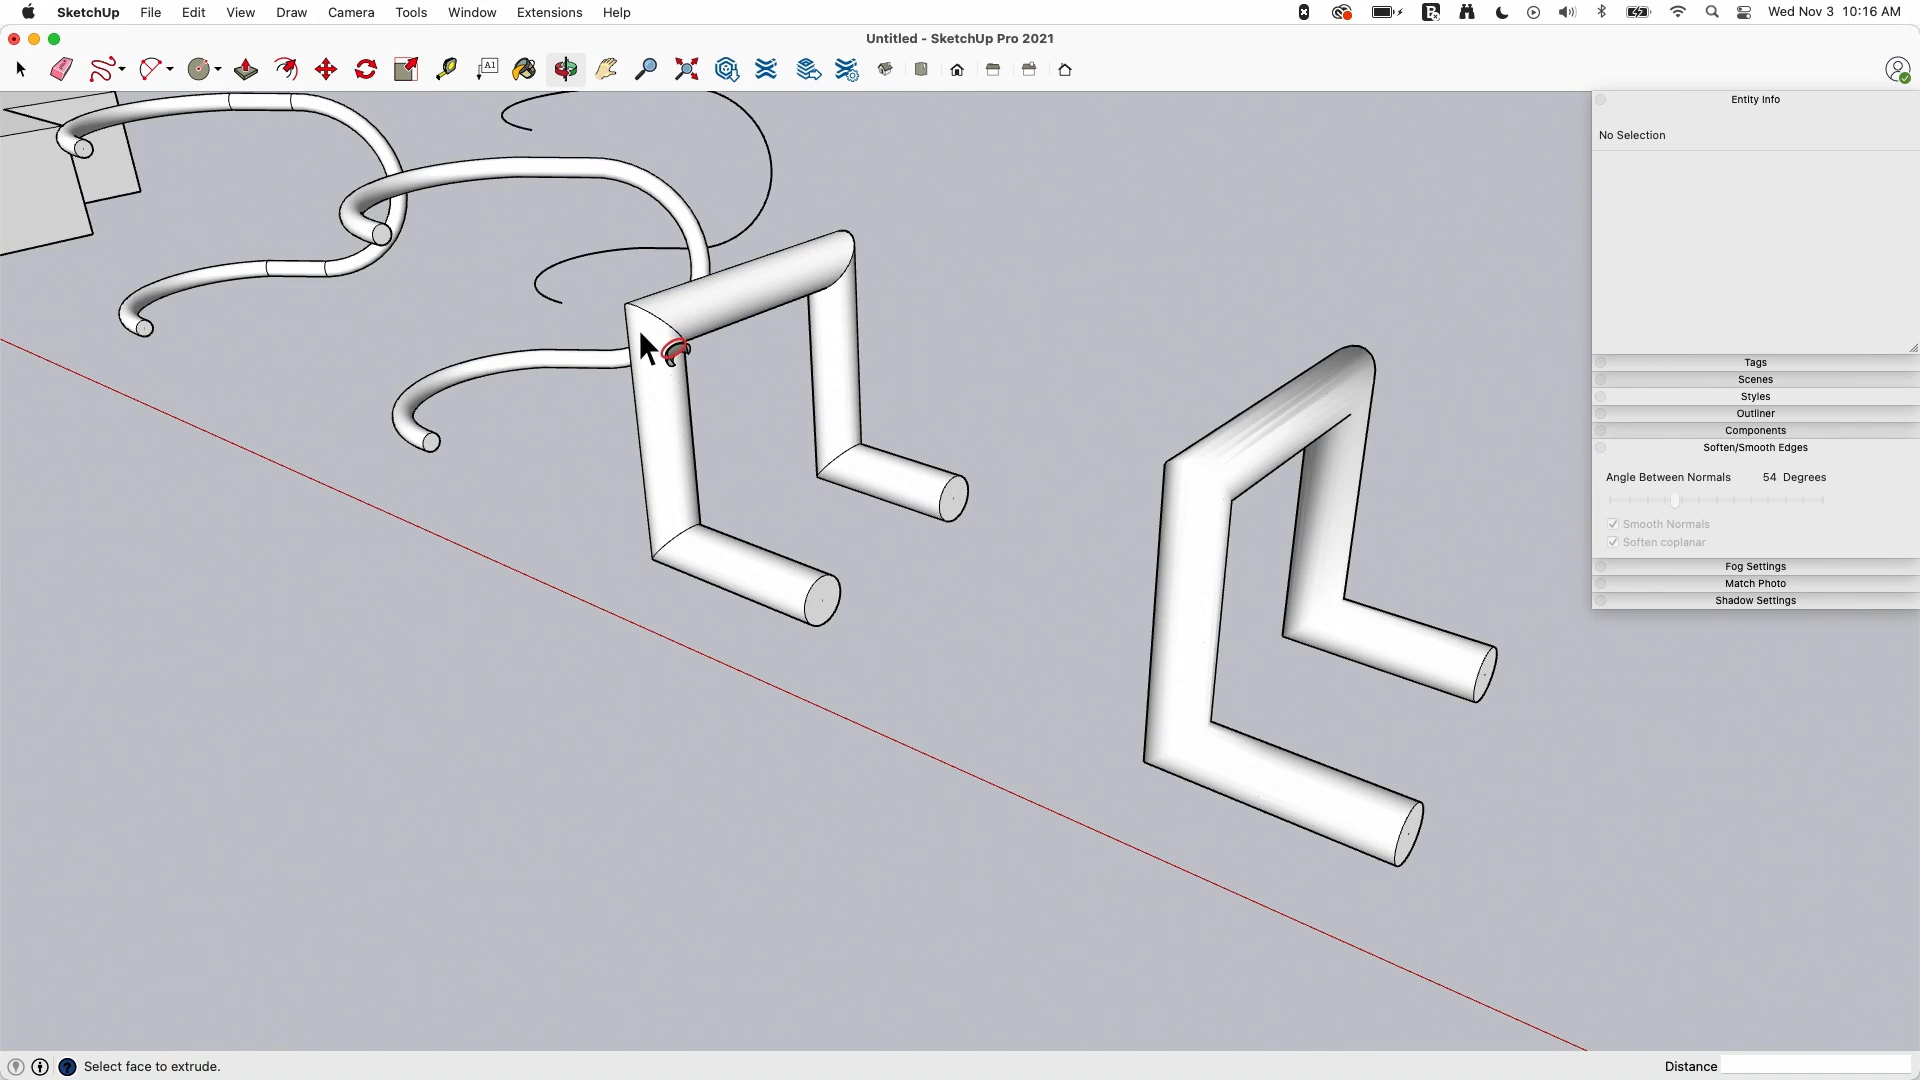 SketchUp File Edit View Draw Camera Tools Window Extensions Help Wed Nov 3 10:16 AM
Untitled - SketchUp Pro 2021
A1
Entity Info
No Selection
Tags
Scenes
Styles
Outliner
Components
Soften/Smooth Edges
Angle Between Normals 54 Degrees
Smooth Normals
Soften coplanar
Fog Settings
Match Photo
Shadow Settings
Select face to extrude. Distance